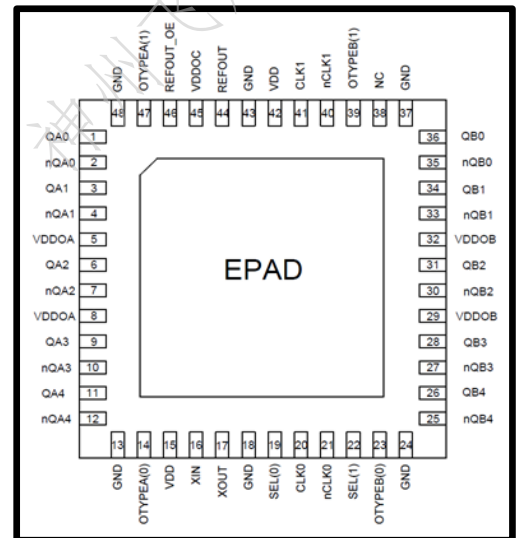 GND
OTYPEA(1)
REFOUT_OE
VDDOC
REFOUT
GND
VDD
CLK1
nCLK1
OTYPEB(1)
NC
GND
48
47
46
45
44
43
42
41
40
39
38
37
QA0 1
nQA0 2
QA1 3
nQA1 4
VDDOA 5
QA2 6
nQA2 7
VDDOA 8
QA3 9
nQA3 10
QA4 11
nQA4 12
EPAD
36 QB0
35 nQB0
34 QB1
33 nQB1
32 VDDOB
31 QB2
30 nQB2
29 VDDOB
28 QB3
27 nQB3
26 QB4
25 nQB4
13
14
15
16
17
18
19
20
21
22
23
24
GND
OTYPEA(0)
VDD
XIN
XOUT
GND
SEL(0)
CLK0
nCLK0
SEL(1)
OTYPEB(0)
GND
神州飞